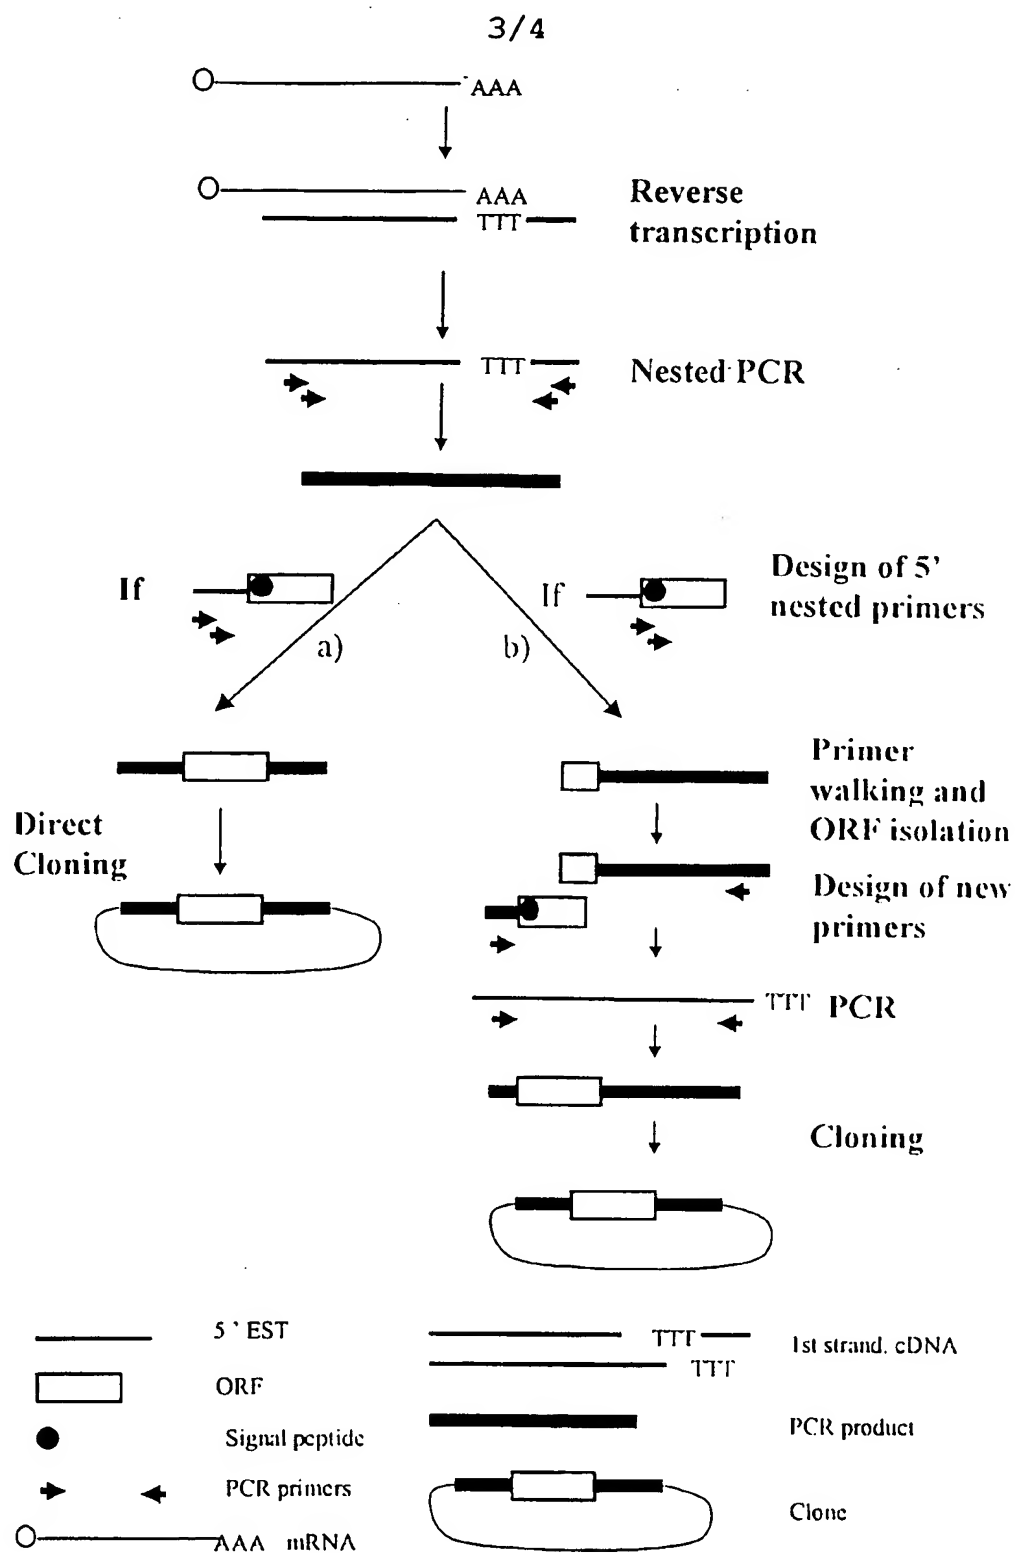 3/4
AAA
AAA
TTT
Reverse
transcription
TTT
Nested PCR
If
a)
If
b)
Design of 5'
nested primers
Direct
Cloning
Primer
walking and
ORF isolation
Design of new
primers
TTT PCR
Cloning
5' EST
ORF
Signal peptide
PCR primers
AAA mRNA
TTT
TTT
1st strand. cDNA
PCR product
Clone